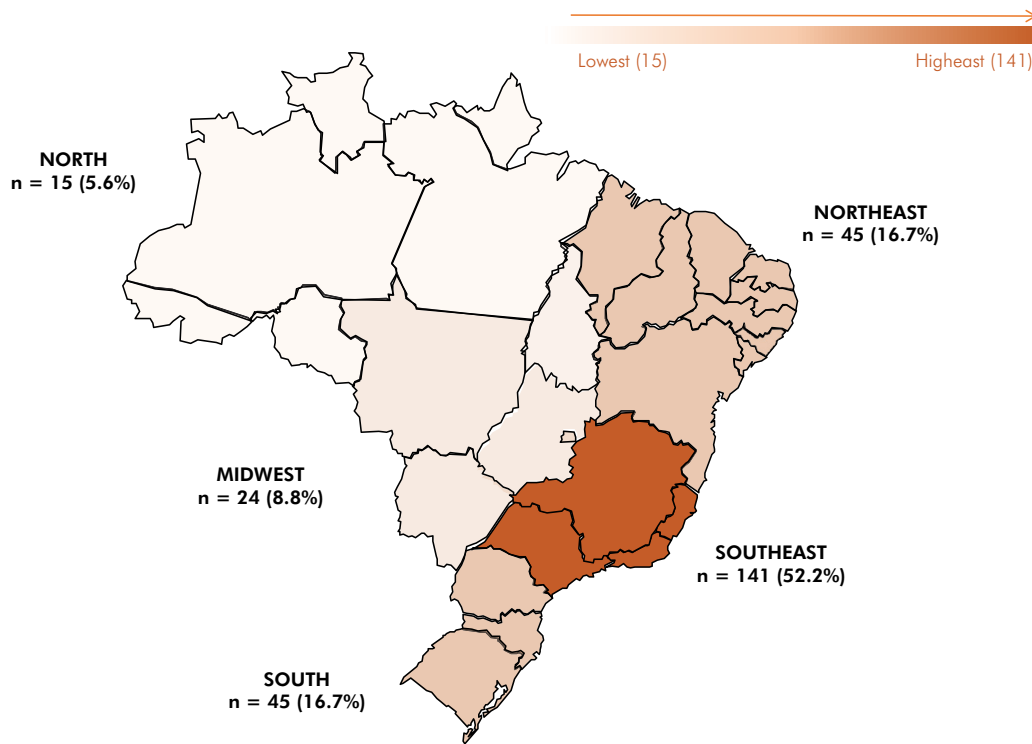 Lowest (15)
Higheast (141)
NORTH
n = 15 (5.6%)
NORTHEAST
n = 45 (16.7%)
MIDWEST
n = 24 (8.8%)
SOUTHEAST
n = 141 (52.2%)
SOUTH
n = 45 (16.7%)